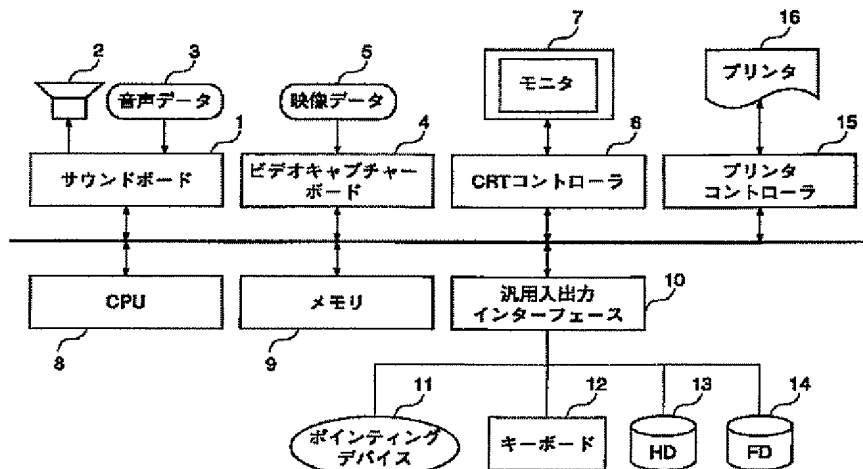 2
3
5
7
16
音声データ
映像データ
モニタ
プリンタ
1
4
6
15
サウンドボード
ビデオキャプチャー
ボード
CRTコントローラ
プリンタ
コントローラ
CPU
メモリ
汎用入出力
インターフェース
10
8
9
11
12
13
14
ポインティング
デバイス
キーボード
HD
FD